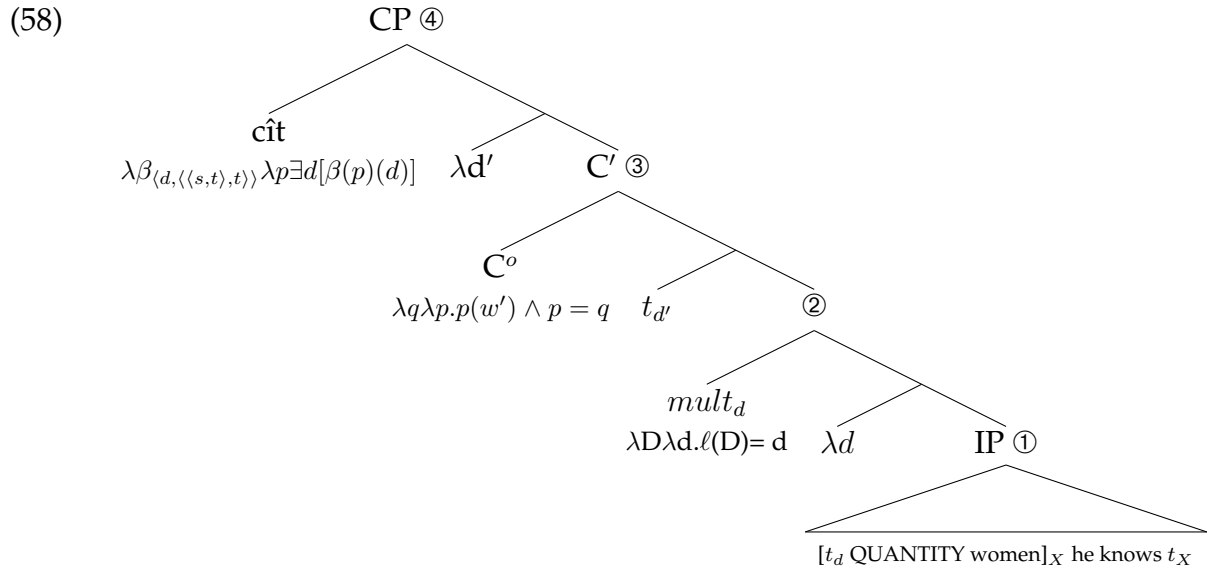 (58)
CP ④
cît
λβ⟨d,⟨⟨s,t⟩,t⟩⟩λp∃d[β(p)(d)]
λd′
C′ ③
Cᵒ
λqλp.p(w′) ∧ p = q
t_d′
②
mult_d
λDλd.ℓ(D)= d
λd
IP ①
[t_d QUANTITY women]_X he knows t_X